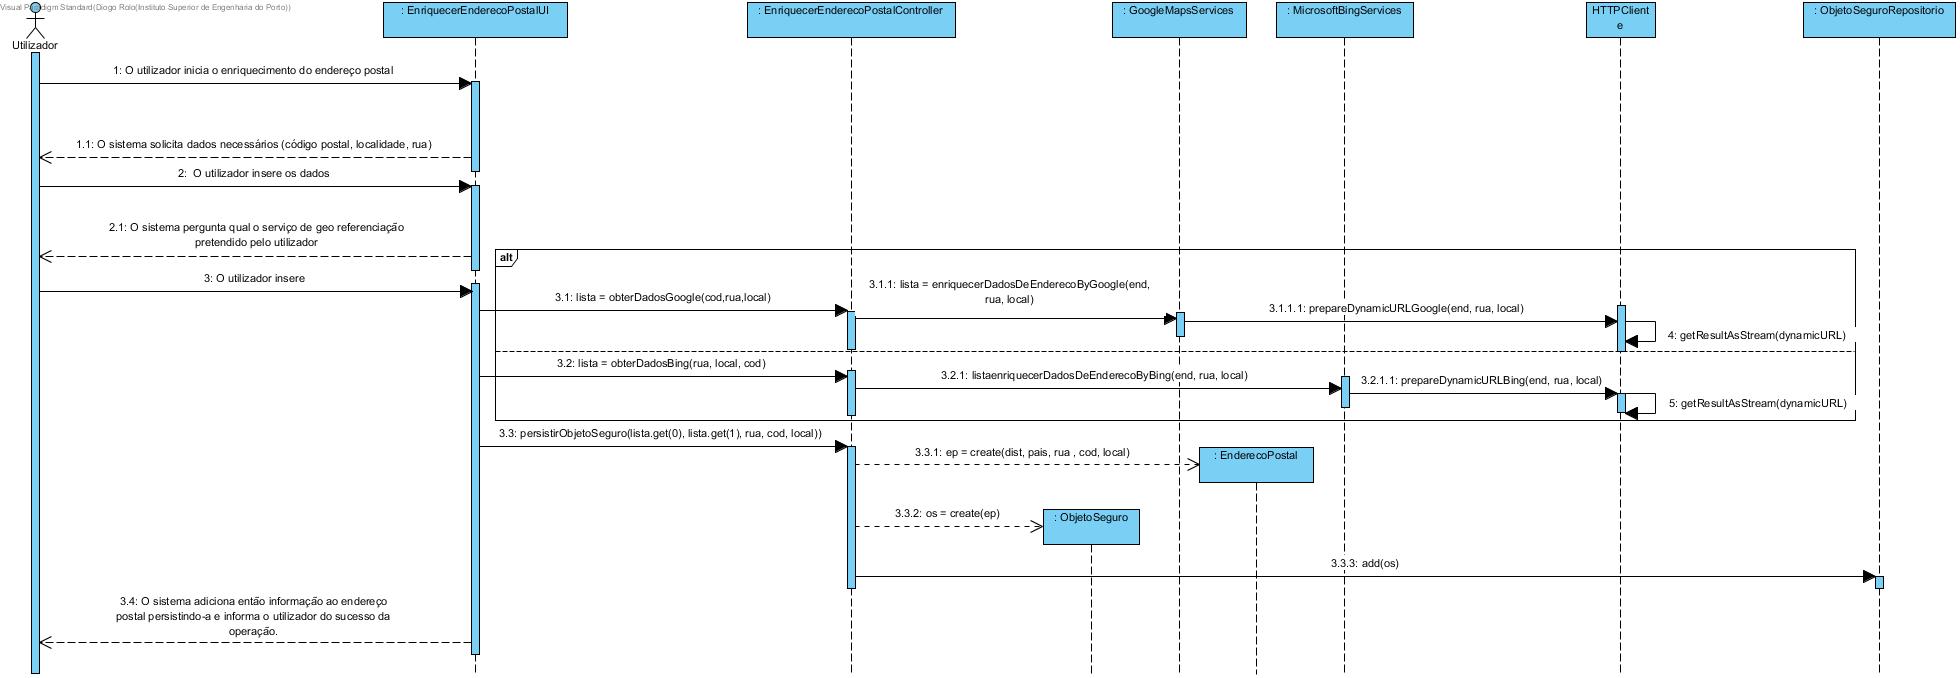 Visual Paradigm Standard(Diogo Rolo(Instituto Superior de Engenharia do Porto))
Utilizador
: EnriquecerEnderecoPostalUI
: EnriquecerEnderecoPostalController
: GoogleMapsServices
: MicrosoftBingServices
HTTPClient
e
: ObjetoSeguroRepositorio
1: O utilizador inicia o enriquecimento do endereço postal
1.1: O sistema solicita dados necessários (código postal, localidade, rua)
2:  O utilizador insere os dados
2.1: O sistema pergunta qual o serviço de geo referenciação
pretendido pelo utilizador
alt
3: O utilizador insere
3.1: lista = obterDadosGoogle(cod,rua,local)
3.1.1: lista = enriquecerDadosDeEnderecoByGoogle(end,
rua, local)
3.1.1.1: prepareDynamicURLGoogle(end, rua, local)
4: getResultAsStream(dynamicURL)
3.2: lista = obterDadosBing(rua, local, cod)
3.2.1: listaenriquecerDadosDeEnderecoByBing(end, rua, local)
3.2.1.1: prepareDynamicURLBing(end, rua, local)
5: getResultAsStream(dynamicURL)
3.3: persistirObjetoSeguro(lista.get(0), lista.get(1), rua, cod, local))
3.3.1: ep = create(dist, pais, rua , cod, local)
: EnderecoPostal
3.3.2: os = create(ep)
: ObjetoSeguro
3.3.3: add(os)
3.4: O sistema adiciona então informação ao endereço
postal persistindo-a e informa o utilizador do sucesso da
operação.